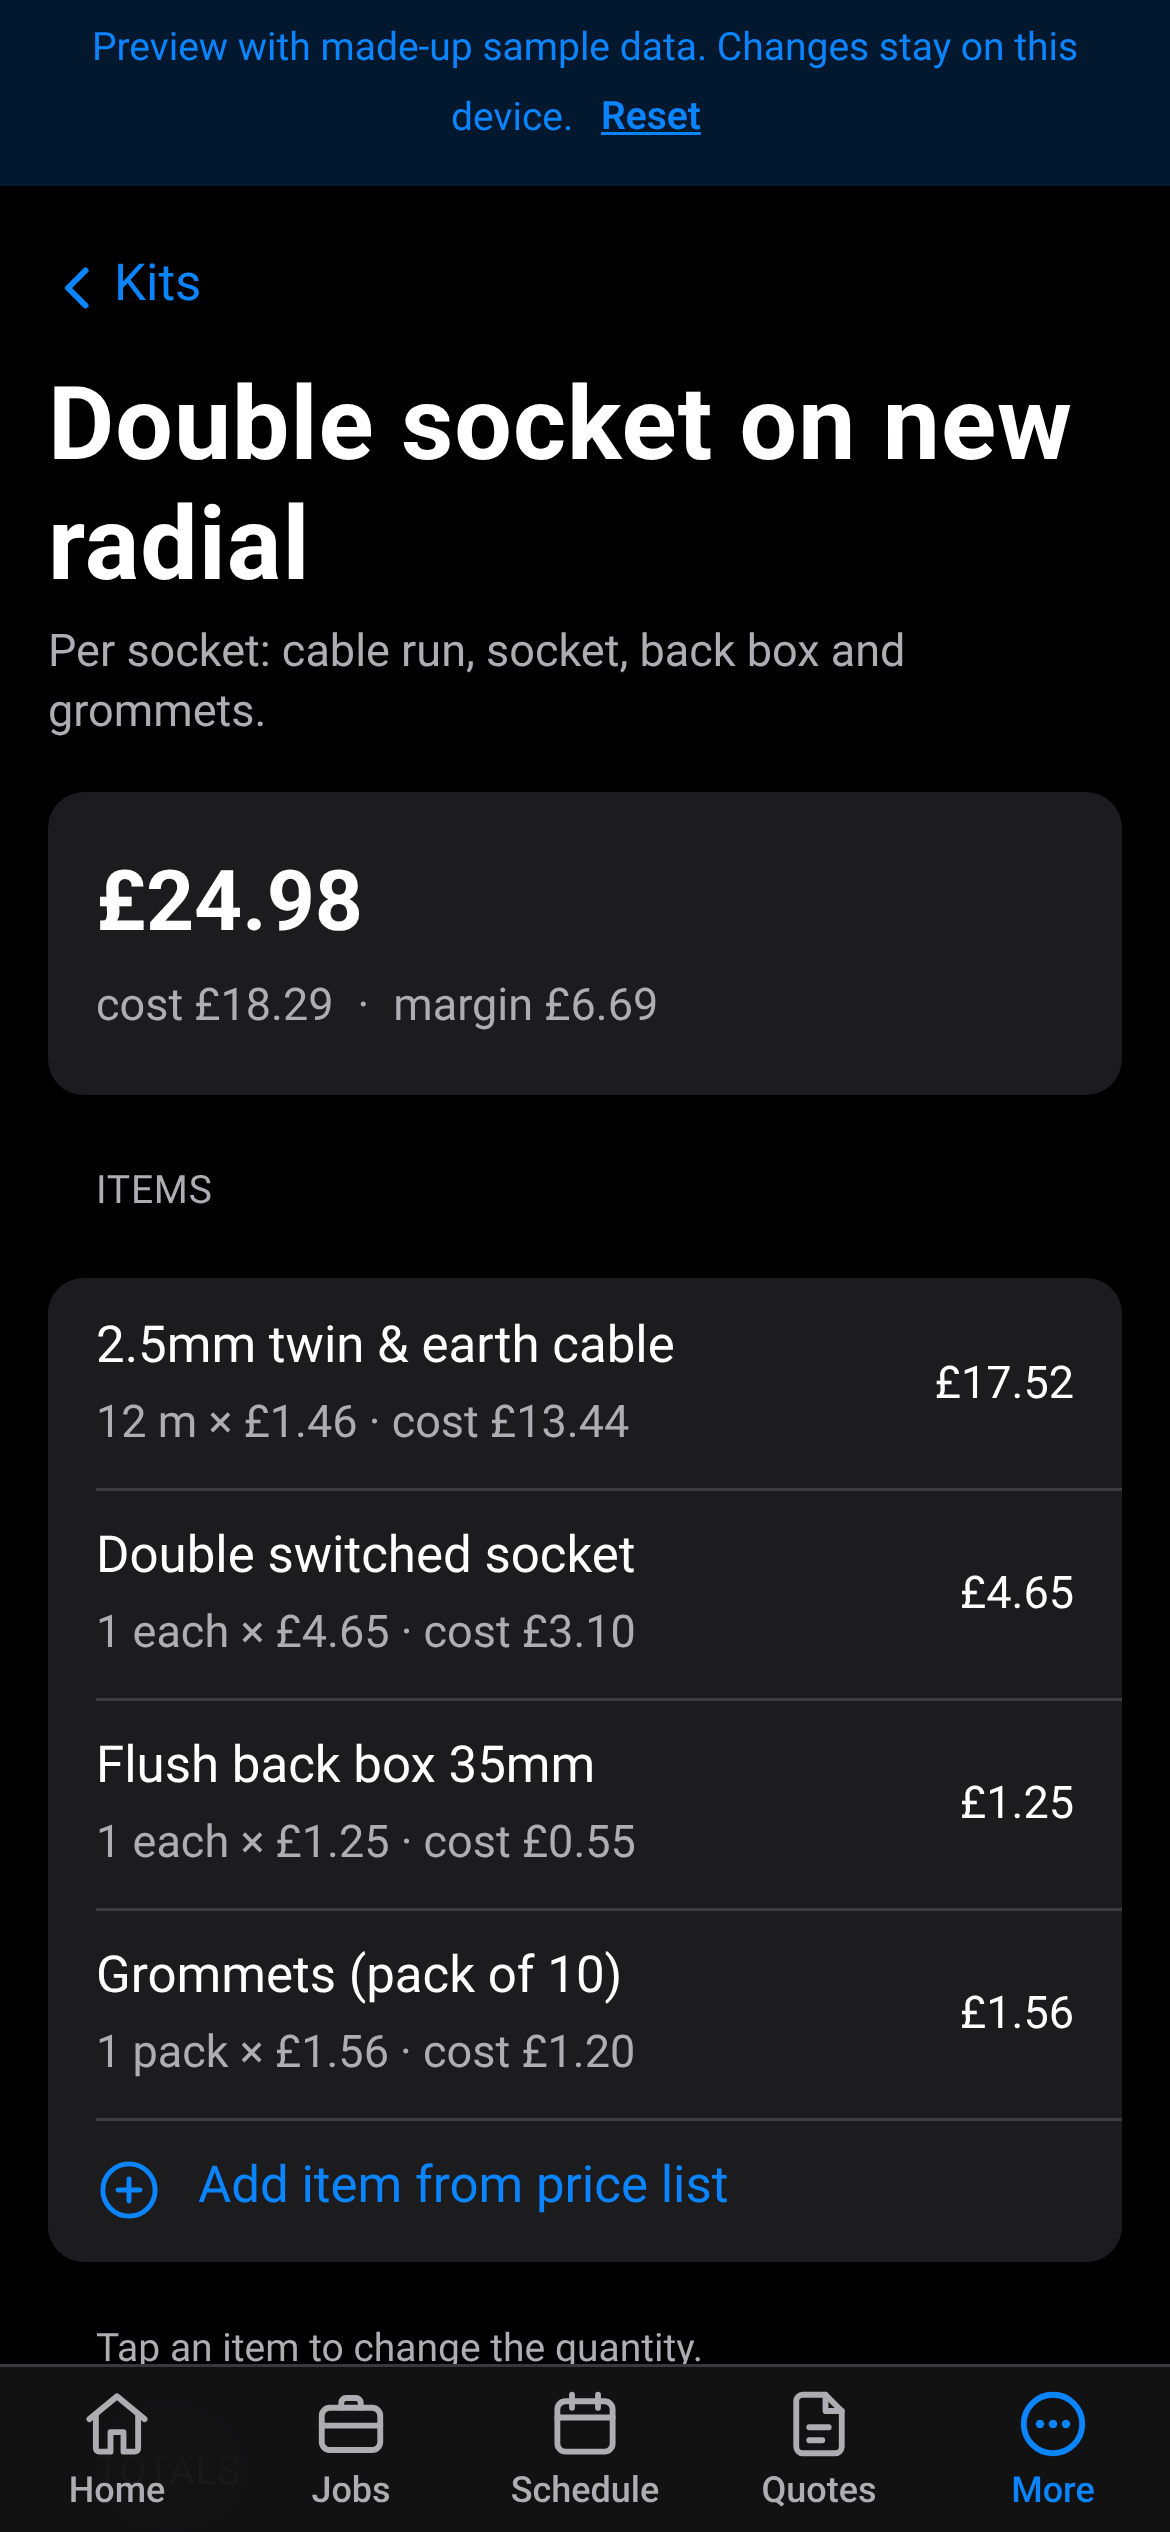 Preview with made-up sample data. Changes stay on this
device. Reset
Kits
Double socket on new
radial
Per socket: cable run, socket, back box and
grommets.
£24.98
cost £18.29 · margin £6.69
ITEMS
2.5mm twin & earth cable
£17.52
12 m × £1.46 · cost £13.44
Double switched socket
£4.65
1 each × £4.65 · cost £3.10
Flush back box 35mm
£1.25
1 each × £1.25 · cost £0.55
Grommets (pack of 10)
£1.56
1 pack × £1.56 · cost £1.20
Add item from price list
Tap an item to change the quantity.
TOTALS
Home Jobs Schedule Quotes More